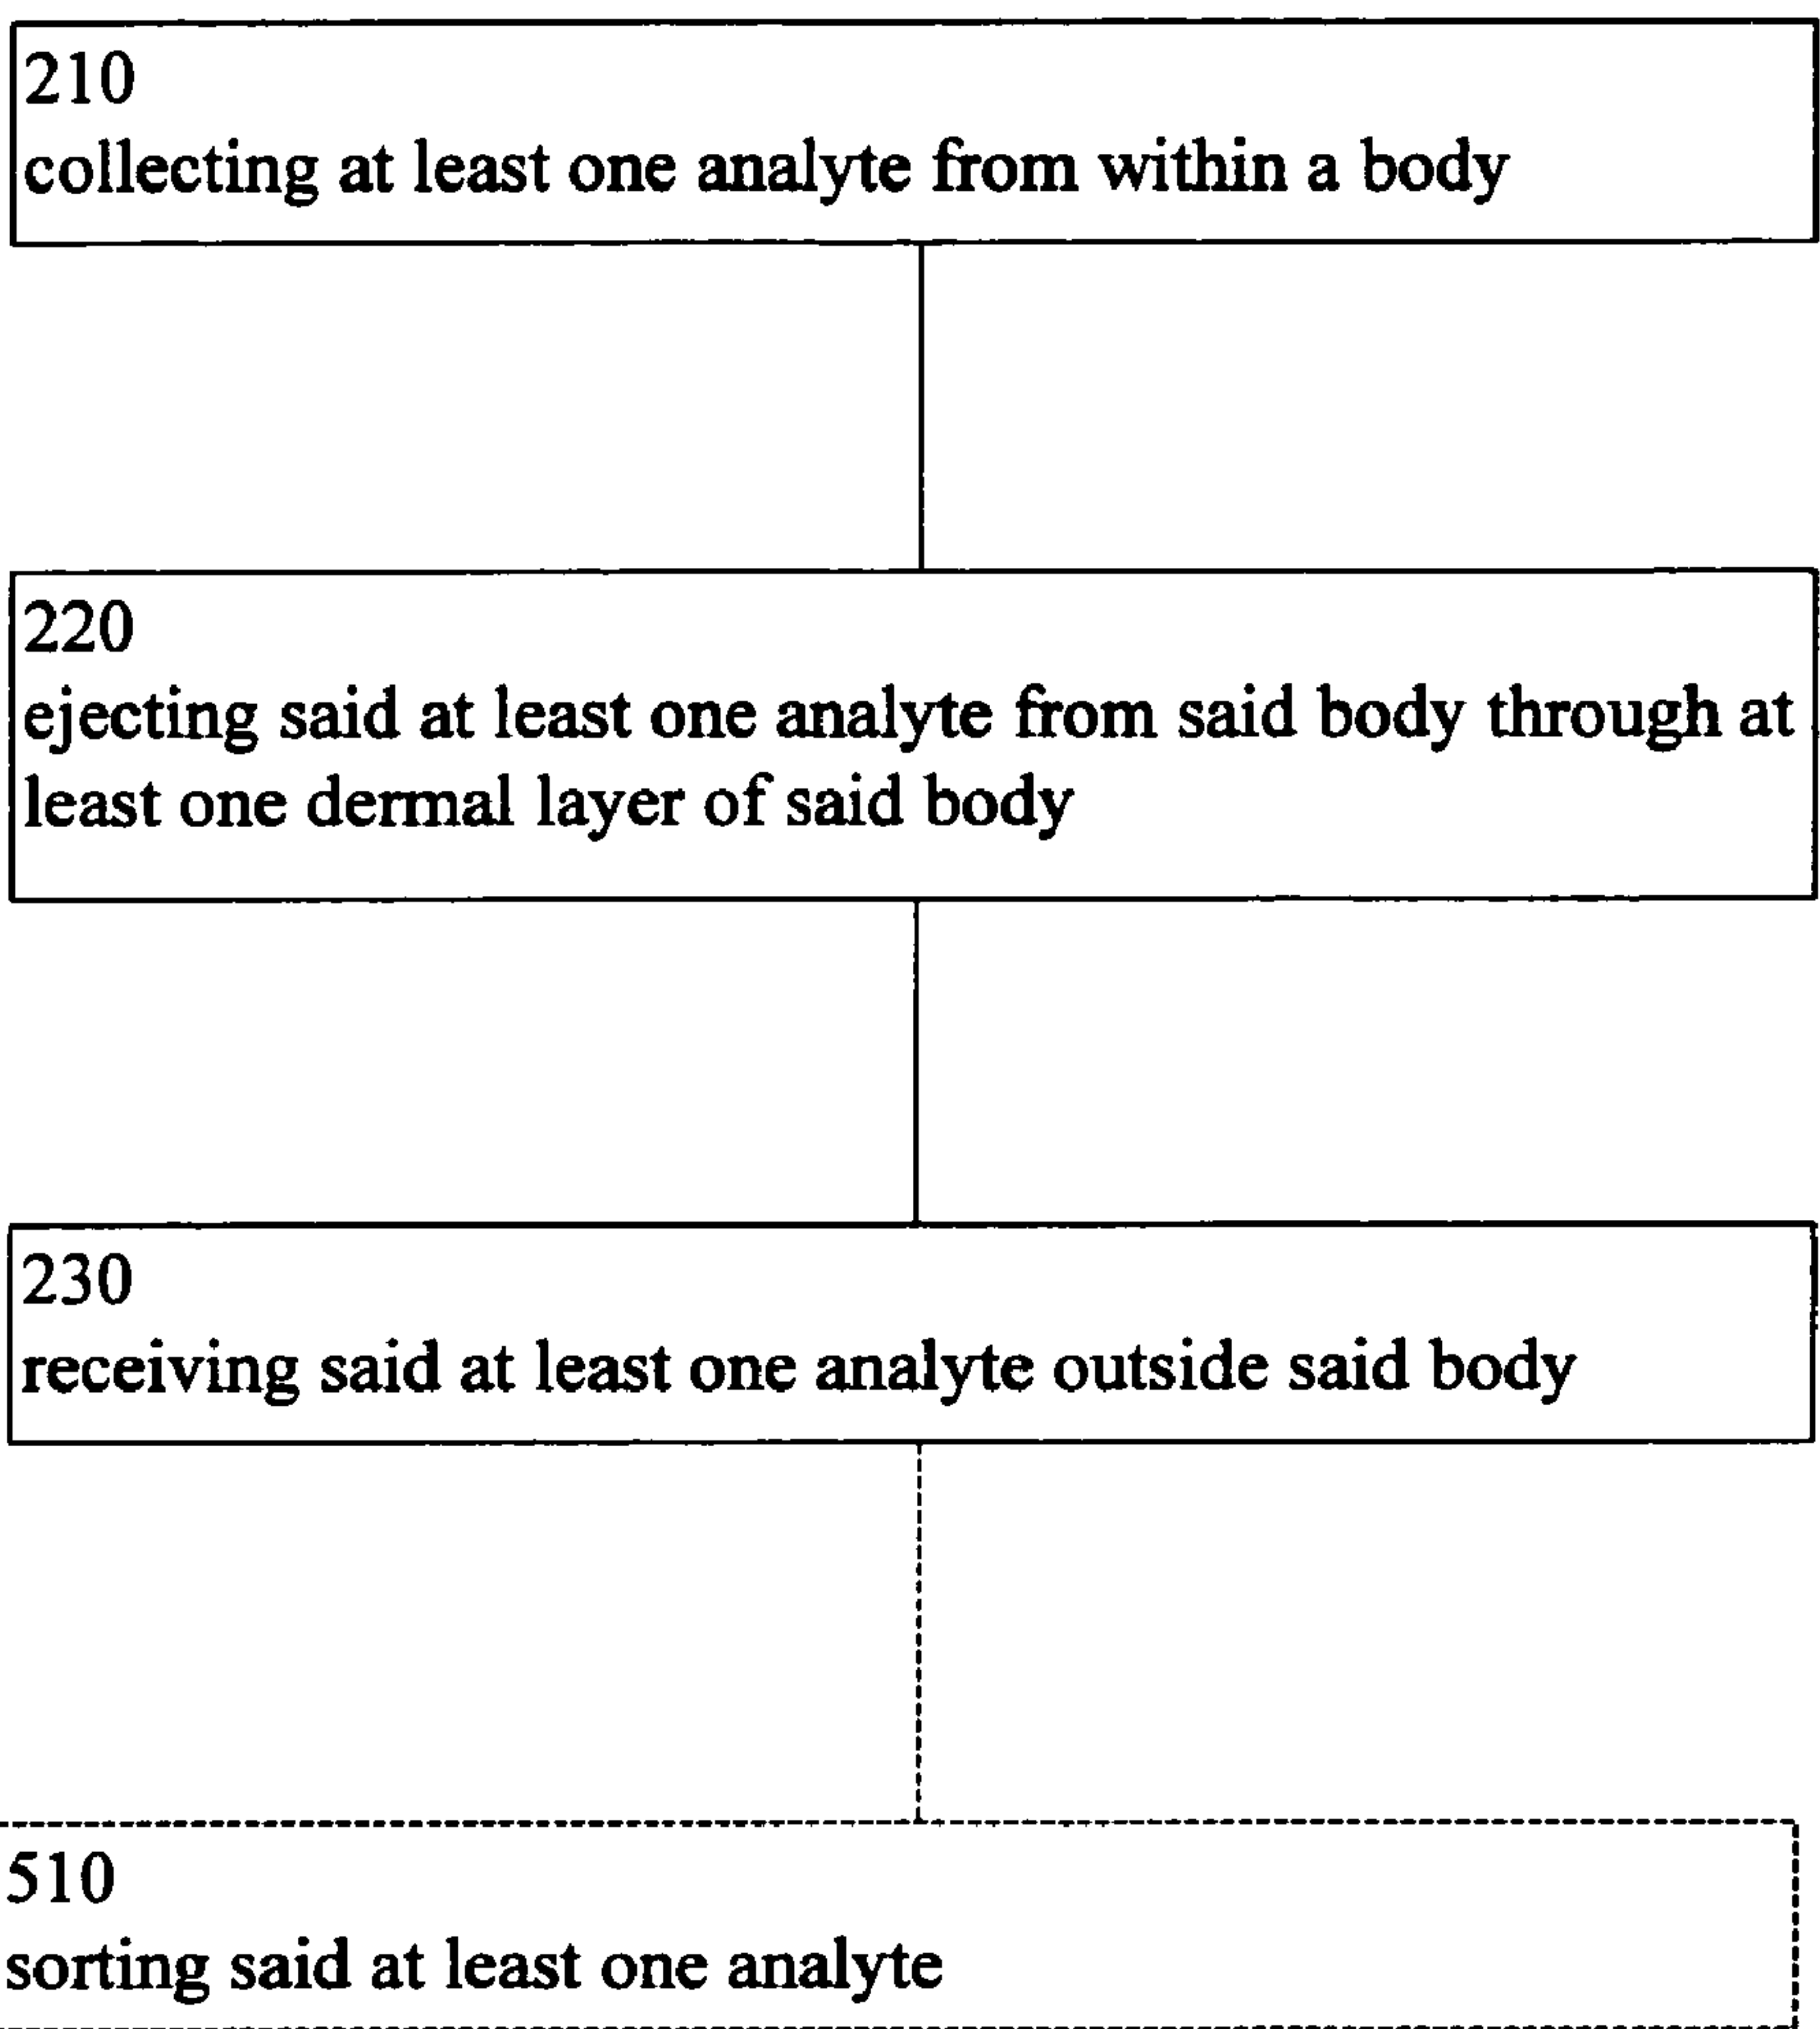 210
collecting at least one analyte from within a body
220
ejecting said at least one analyte from said body through at
least one dermal layer of said body
230
receiving said at least one analyte outside said body
510
sorting said at least one analyte